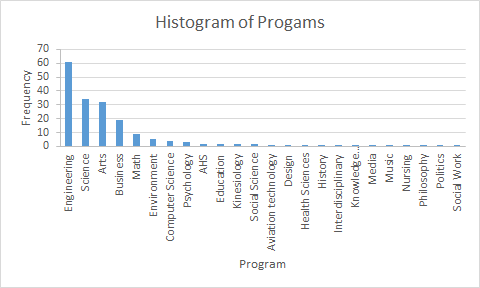 Histogram of Progams
70
60
50
40
30
20
10
0
Frequency
Engineering
Science
Arts
Business
Math
Environment
Computer Science
Psychology
AHS
Education
Kinesiology
Social Science
Aviation technology
Design
Health Sciences
History
Interdisciplinary
Knowledge...
Media
Music
Nursing
Philosophy
Politics
Social Work
Program